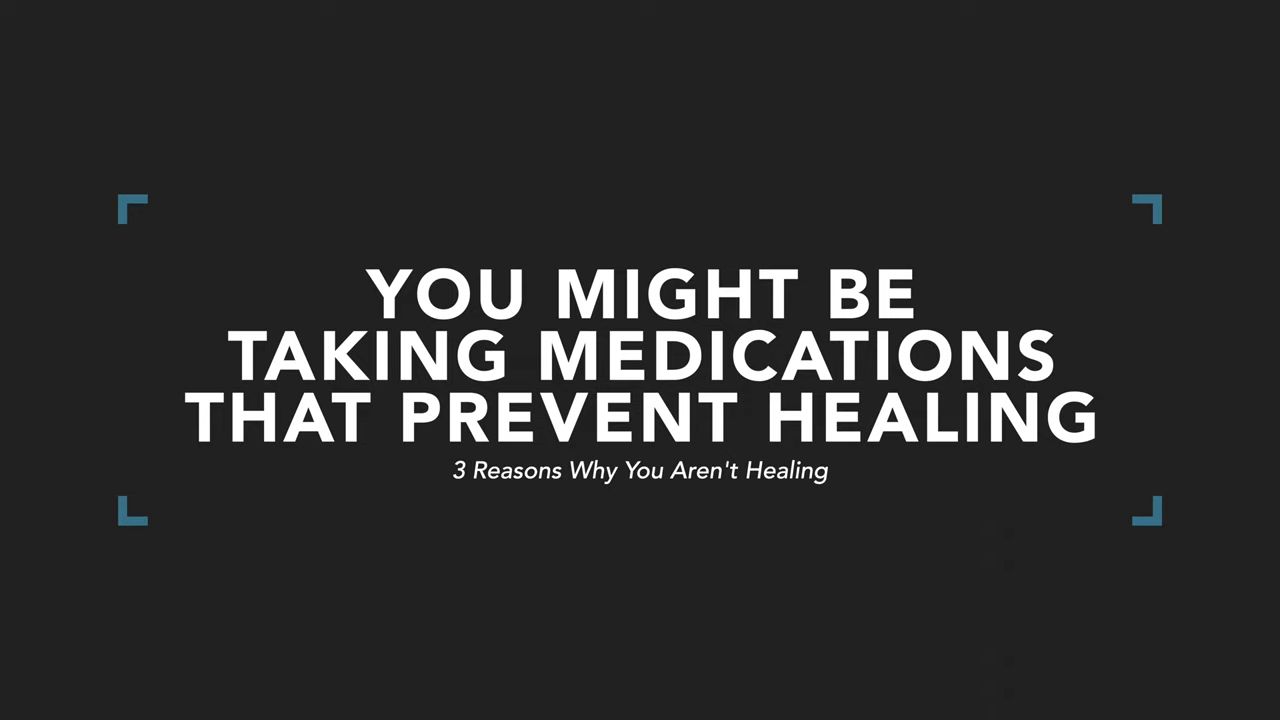 YOU MIGHT BE
TAKING MEDICATIONS
THAT PREVENT HEALING
3 Reasons Why You Aren't Healing